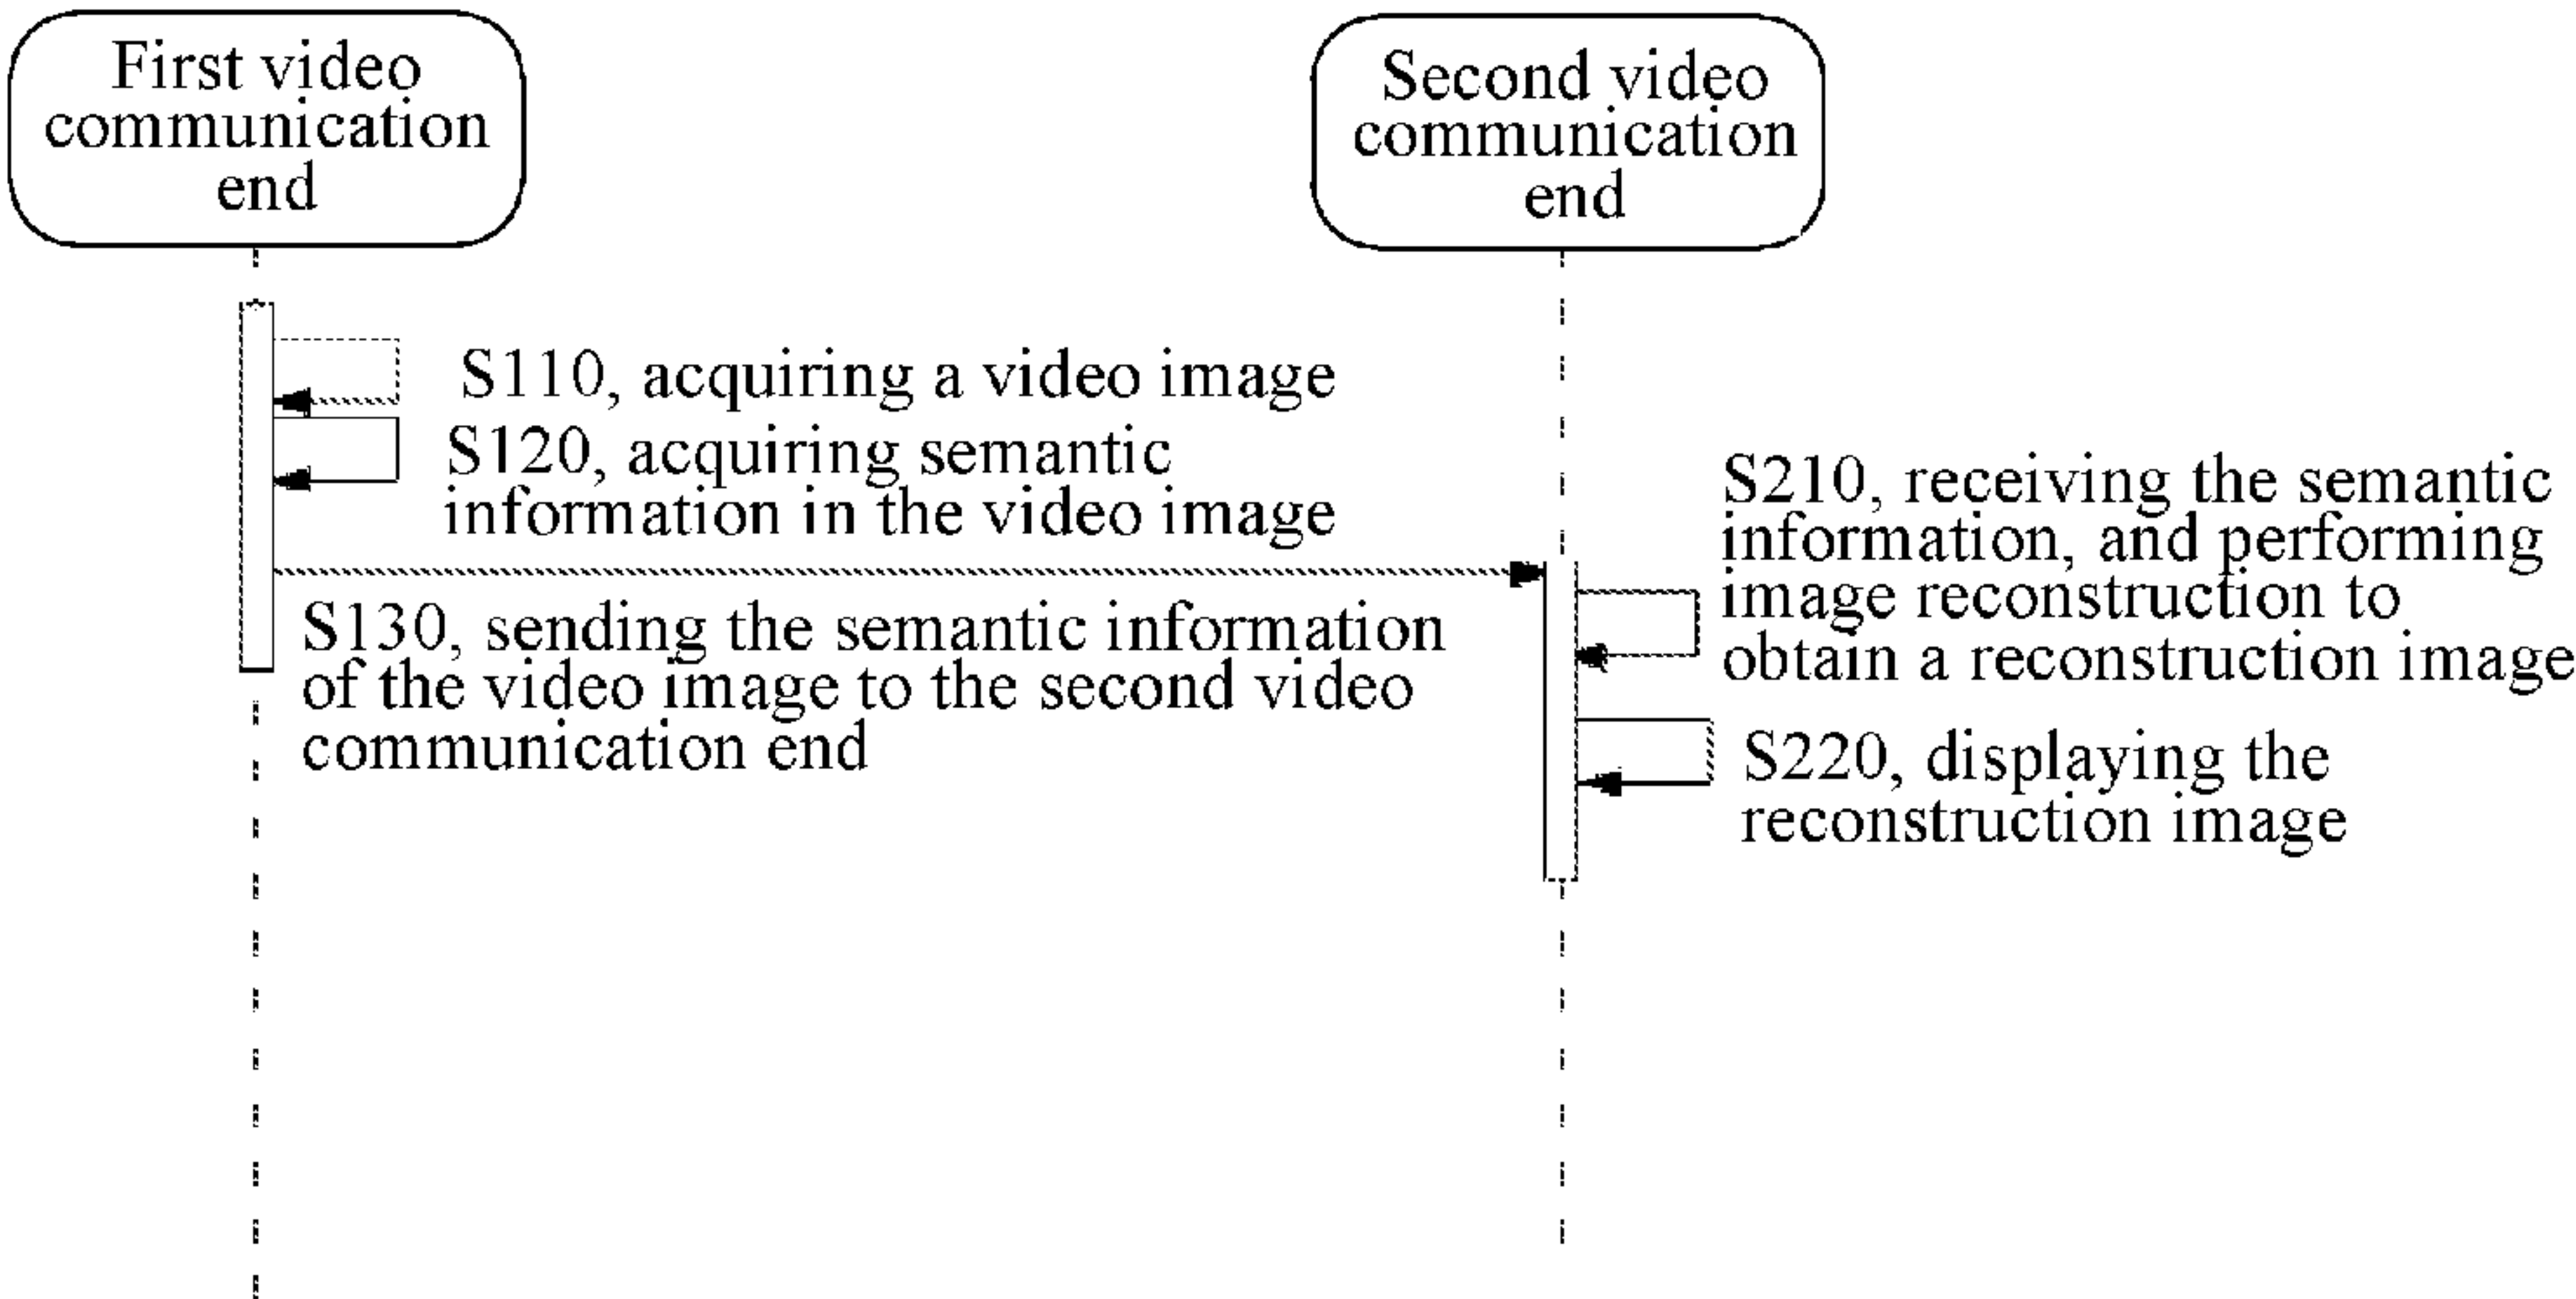 First video
communication
end
Second video
communication
end
S110, acquiring a video image
S120, acquiring semantic
information in the video image
S130, sending the semantic information
of the video image to the second video
communication end
S210, receiving the semantic
information, and performing
image reconstruction to
obtain a reconstruction image
S220, displaying the
reconstruction image